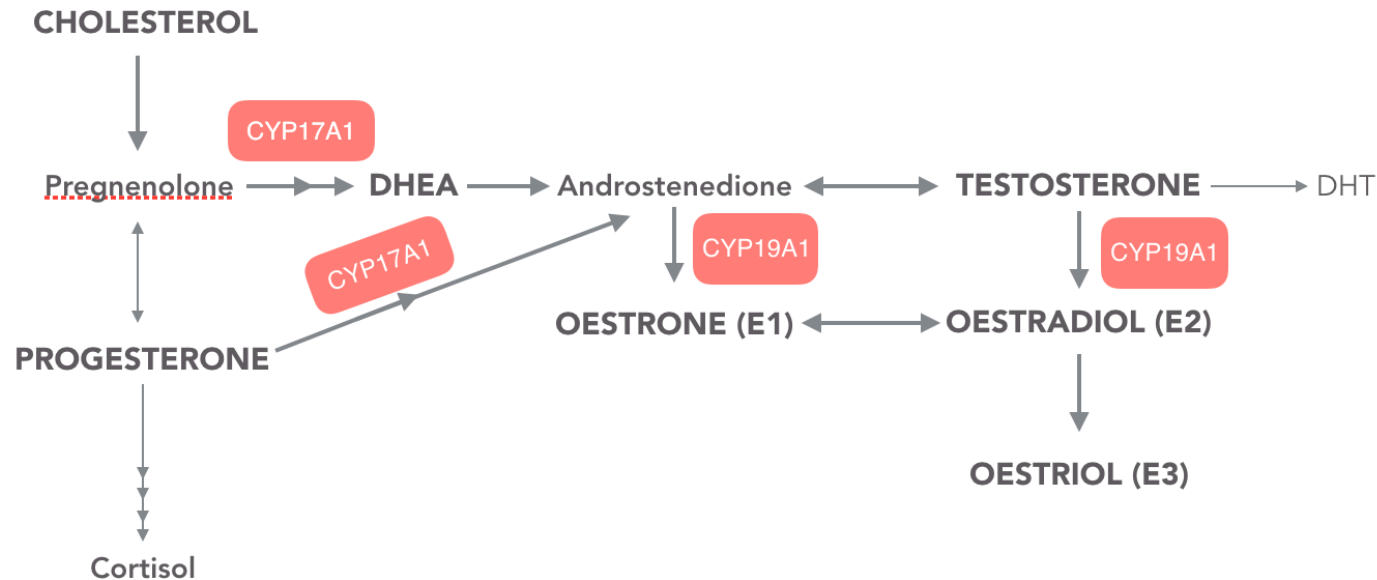 CHOLESTEROL
CYP17A1
Pregnenolone
DHEA
Androstenedione
TESTOSTERONE
DHT
CYP17A1
CYP19A1
CYP19A1
OESTRONE (E1)
OESTRADIOL (E2)
PROGESTERONE
OESTRIOL (E3)
Cortisol